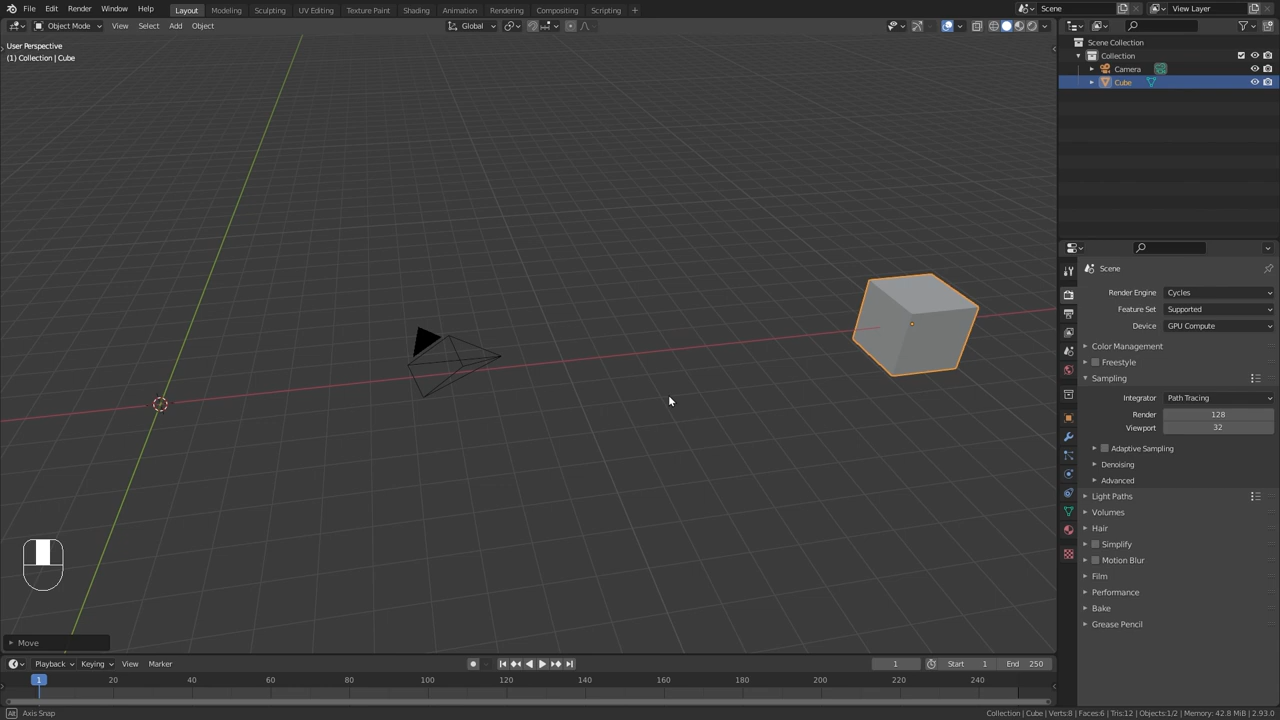 File Edit Render Window Help Layout Modeling Sculpting UV Editing Texture Paint Shading Animation Rendering Compositing Scripting + Scene View Layer
Object Mode View Select Add Object Global
User Perspective
(1) Collection | Cube
Scene Collection
Collection
Camera
Cube
Scene
Render Engine Cycles
Feature Set Supported
Device GPU Compute
Color Management
Freestyle
Sampling
Integrator Path Tracing
Render 128
Viewport 32
Adaptive Sampling
Denoising
Advanced
Light Paths
Volumes
Hair
Simplify
Motion Blur
Film
Performance
Bake
Grease Pencil
Move
Playback Keying View Marker 1 Start 1 End 250
1 20 40 60 80 100 120 140 160 180 200 220 240
Alt Axis Snap Collection | Cube | Verts:8 | Faces:6 | Tris:12 | Objects:1/2 | Memory: 42.8 MiB | 2.93.0